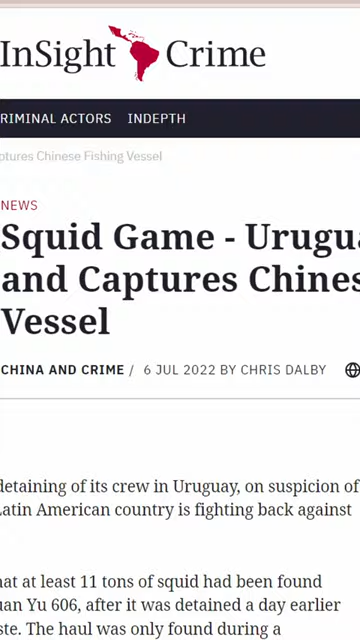 InSight Crime
RIMINAL ACTORS INDEPTH
ptures Chinese Fishing Vessel
NEWS
Squid Game - Urugu
and Captures Chines
Vessel
CHINA AND CRIME / 6 JUL 2022 BY CHRIS DALBY
detaining of its crew in Uruguay, on suspicion of
Latin American country is fighting back against
hat at least 11 tons of squid had been found
uan Yu 606, after it was detained a day earlier
ste. The haul was only found during a